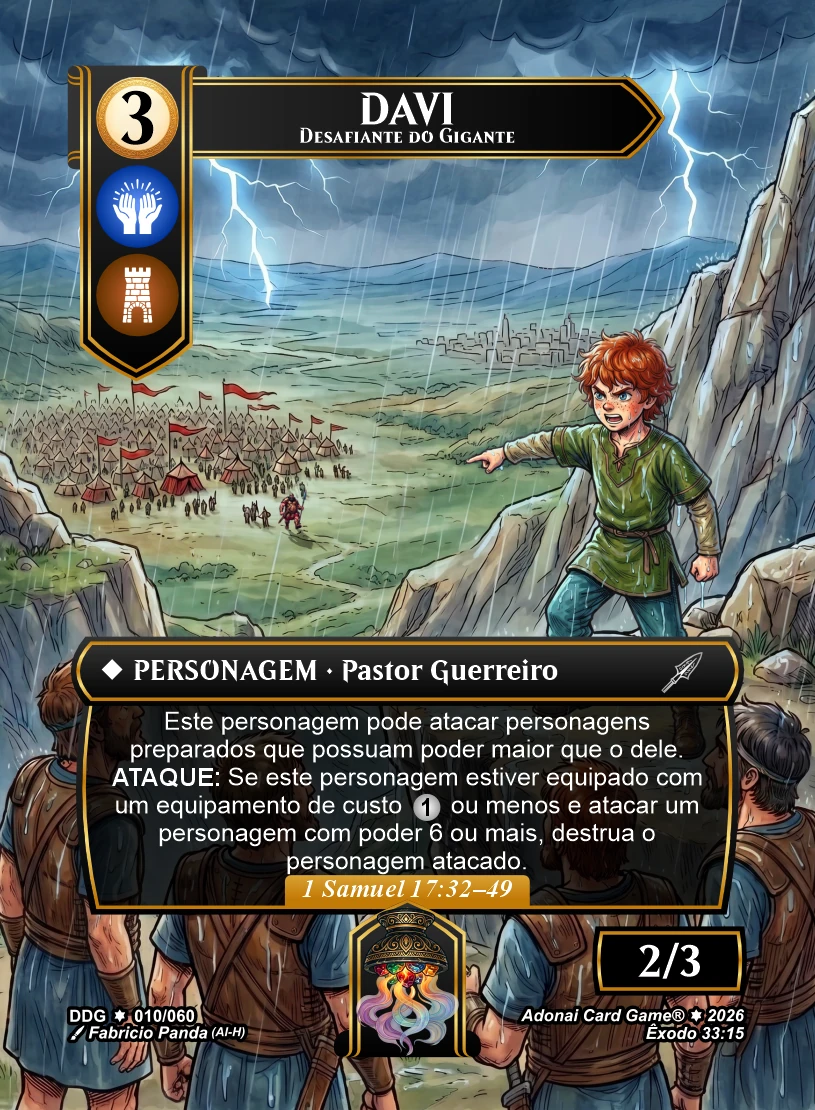 3
DAVI
Desafiante do Gigante
PERSONAGEM · Pastor Guerreiro
Este personagem pode atacar personagens
preparados que possuam poder maior que o dele.
ATAQUE: Se este personagem estiver equipado com
um equipamento de custo 1 ou menos e atacar um
personagem com poder 6 ou mais, destrua o
personagem atacado.
1 Samuel 17:32–49
2/3
DDG ✶ 010/060
Fabricio Panda (AI-H)
Adonai Card Game® ✶ 2026
Êxodo 33:15